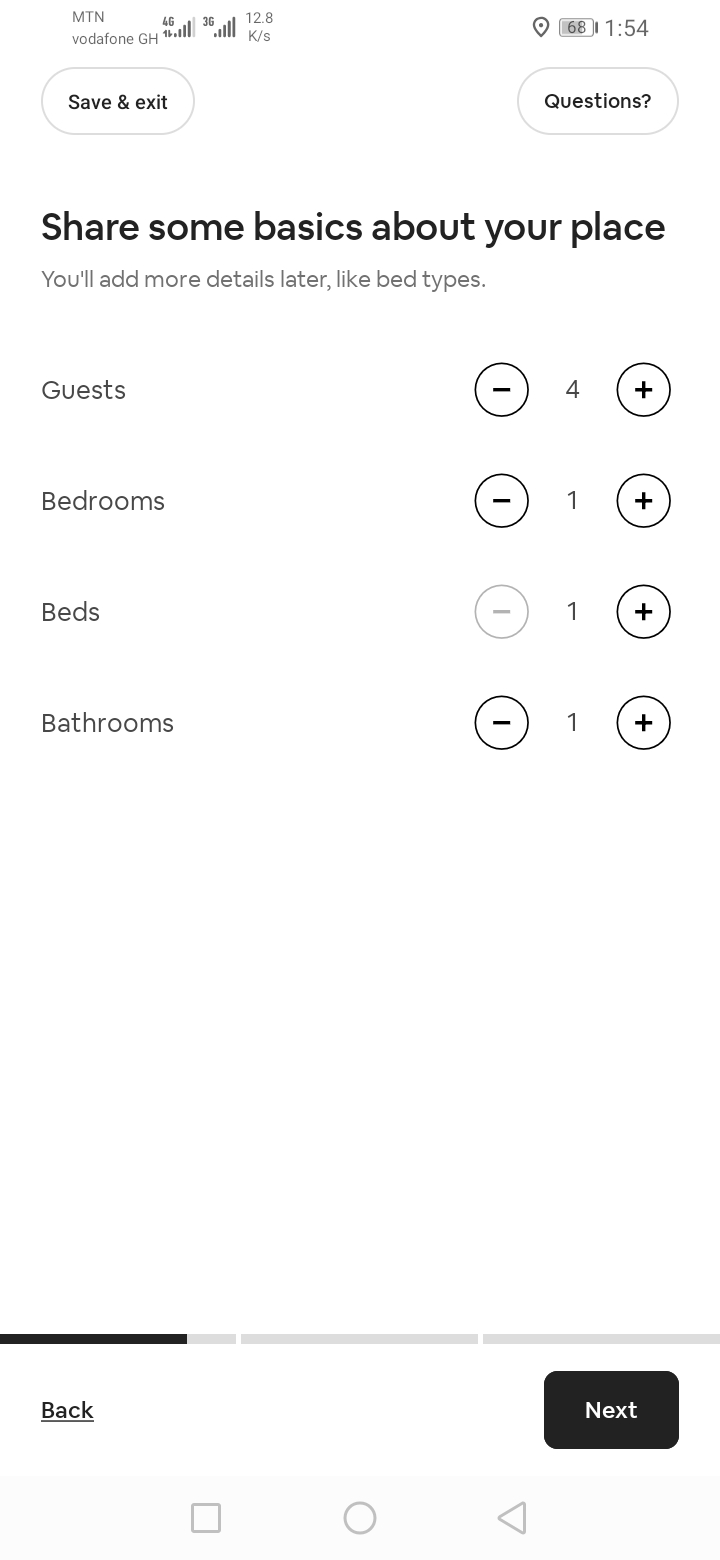 MTN
vodafone GH
4G
3G
12.8
K/s
68
1:54
Save & exit
Questions?
Share some basics about your place
You'll add more details later, like bed types.
Guests
4
Bedrooms
1
Beds
1
Bathrooms
1
Back
Next